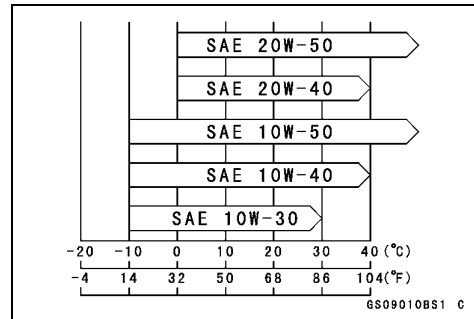 SAE 20W-50
SAE 20W-40
SAE 10W-50
SAE 10W-40
SAE 10W-30
-20 -10 0 10 20 30 40 (°C)
-4 14 32 50 68 86 104(°F)
GS09010BS1 C